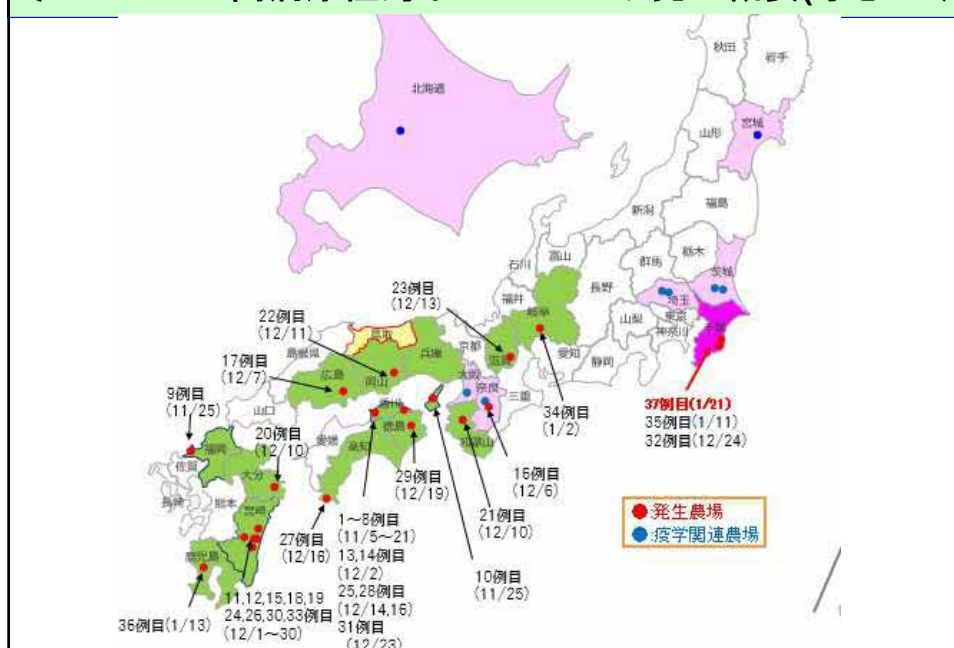 北海道
秋田
岩手
山形
宮城
新潟
福島
石川
富山
群馬
栃木
茨城
福井
長野
埼玉
岐阜
山梨
東京
神奈川
千葉
23例目
(12/13)
22例目
(12/11)
鳥取
島根県
兵庫
京都
滋賀
愛知
静岡
17例目
(12/7)
広島
岡山
大阪
奈良
三重
9例目
(11/25)
山口
香川
徳島
和歌山
愛媛
高知
34例目
(1/2)
37例目(1/21)
35例目(1/11)
32例目(12/24)
20例目
(12/10)
福岡
佐賀
大分
長崎
熊本
宮崎
鹿児島
29例目
(12/19)
16例目
(12/6)
21例目
(12/10)
27例目
(12/16)
1～8例目
(11/5～21)
13,14例目
(12/2)
25,28例目
(12/14,16)
31例目
(12/23)
10例目
(11/25)
発生農場
疫学関連農場
36例目(1/13)
11,12,15,18,19
24,26,30,33例目
(12/1～30)